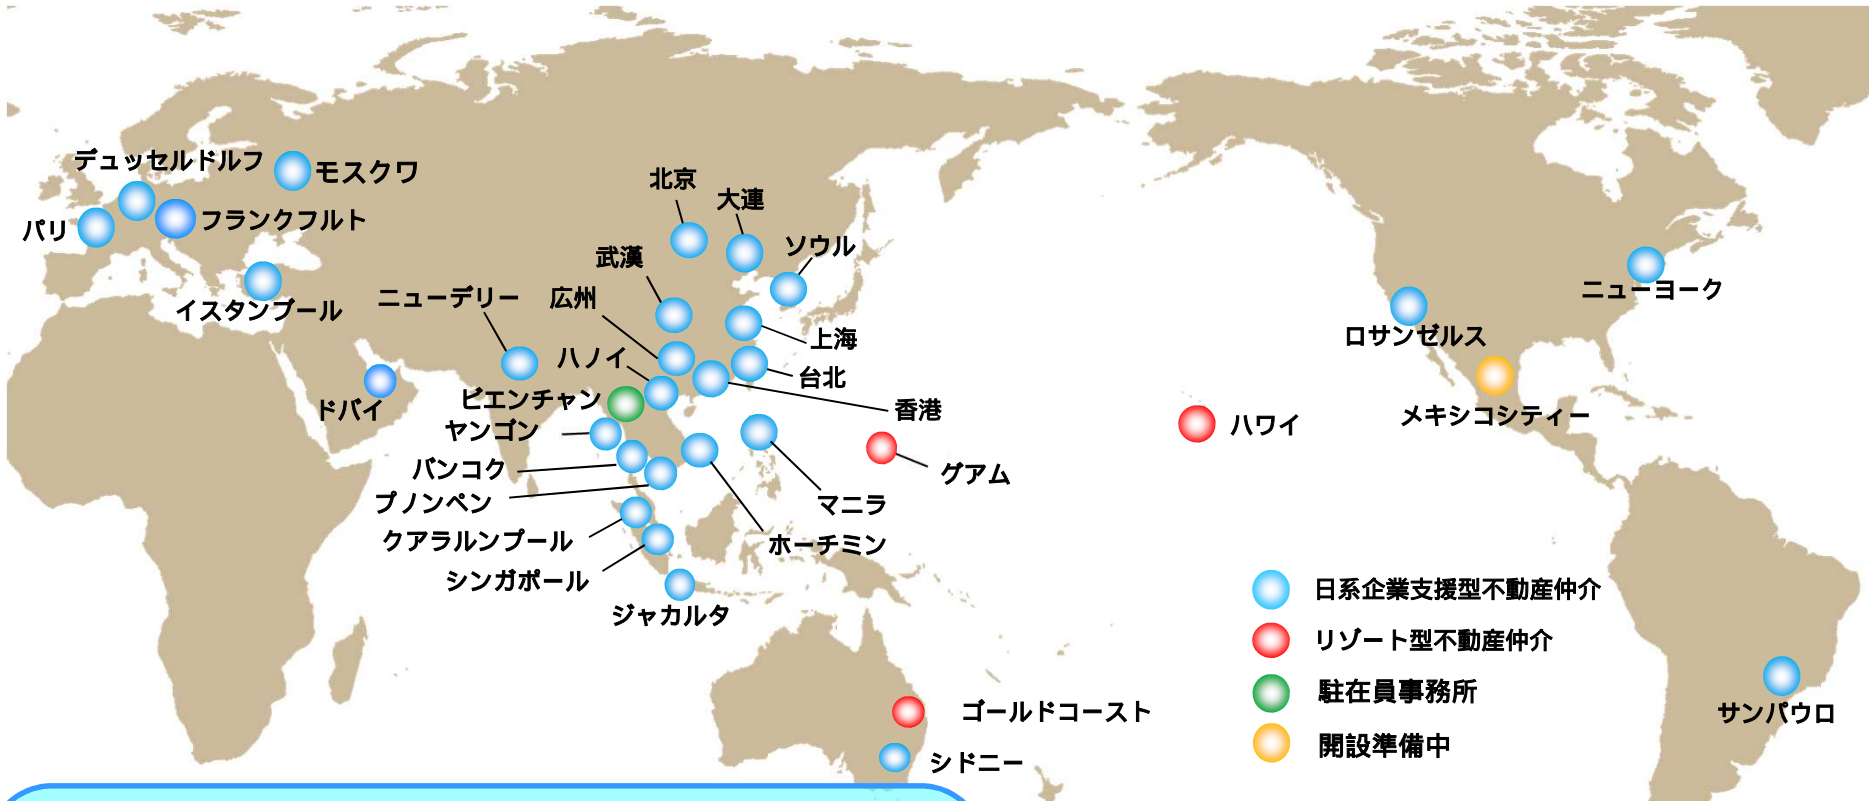 デュッセルドルフ
モスクワ
パリ
フランクフルト
イスタンブール
ニューデリー
ドバイ
北京
大連
ソウル
武漢
広州
上海
ハノイ
台北
ビエンチャン
香港
ヤンゴン
バンコク
プノンペン
マニラ
グアム
クアラルンプール
ホーチミン
シンガポール
ジャカルタ
ゴールドコースト
シドニー
ハワイ
ニューヨーク
ロサンゼルス
メキシコシティー
サンパウロ
日系企業支援型不動産仲介
リゾート型不動産仲介
駐在員事務所
開設準備中